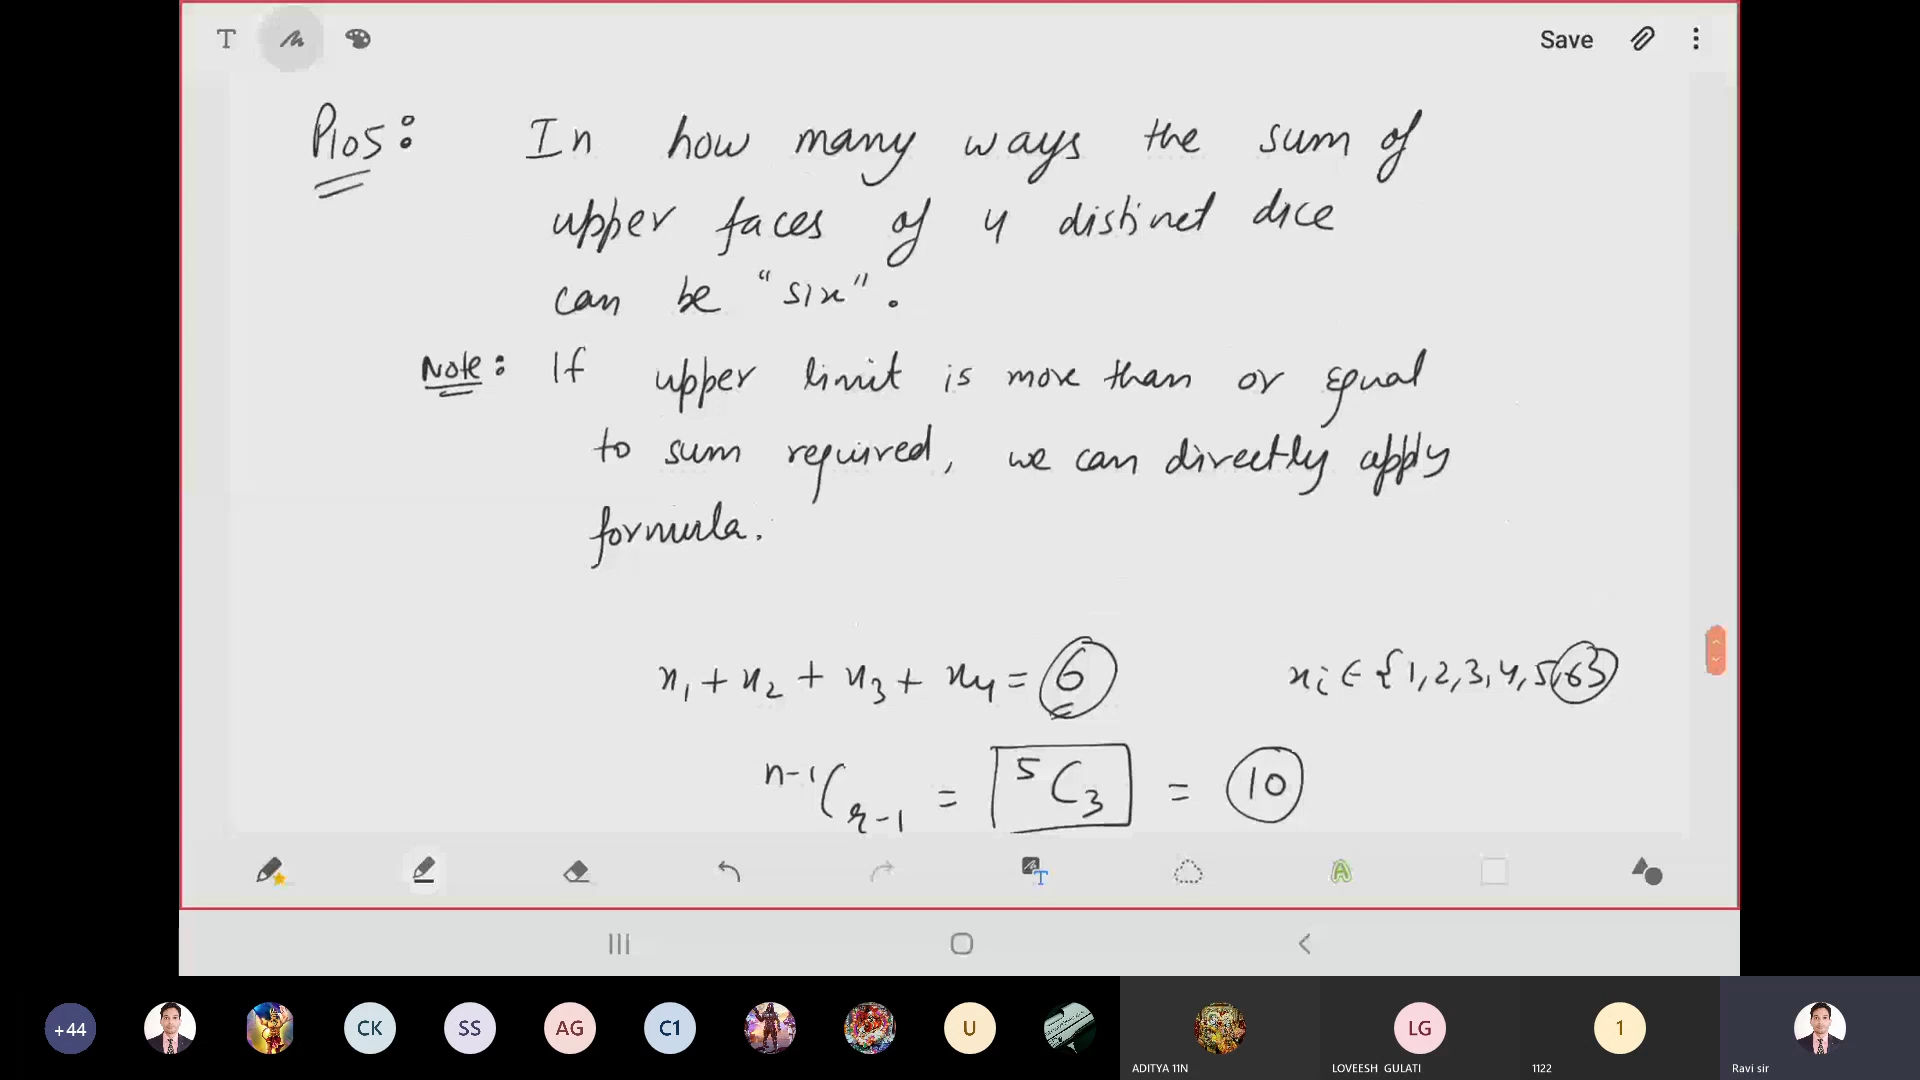 T Save
P105: In how many ways the sum of
upper faces of 4 distinct dice
can be "six".
Note: If upper limit is more than or equal
to sum required, we can directly apply
formula.
x₁ + x₂ + x₃ + x₄ = 6 xi ∈ {1,2,3,4,5,6}
ⁿ⁻¹C r-1 = ⁵C₃ = 10
T A
+44 CK SS AG C1 U LG 1
ADITYA 11N LOVEESH GULATI 1122 Ravi sir